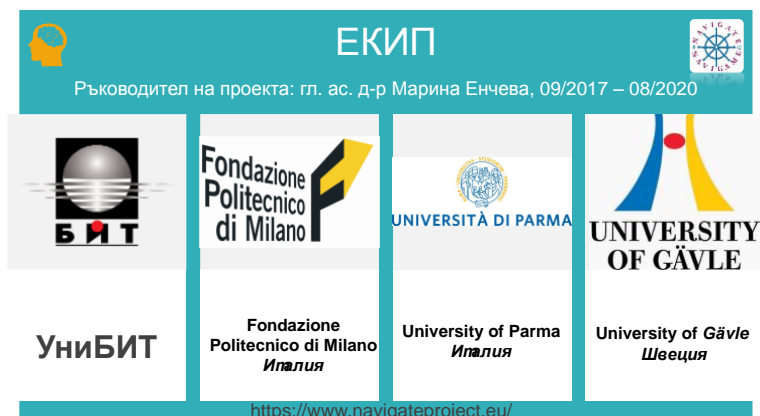 ЕКИП
NAVIGATE
NAVIGAME
Ръководител на проекта: гл. ас. д-р Марина Енчева, 09/2017 – 08/2020
БИТ
Fondazione
Politecnico
di Milano
UNIVERSITÀ DI PARMA
UNIVERSITY
OF GÄVLE
УниБИТ
Fondazione
Politecnico di Milano
Италия
University of Parma
Италия
University of Gävle
Швеция
https://www.navigateproject.eu/